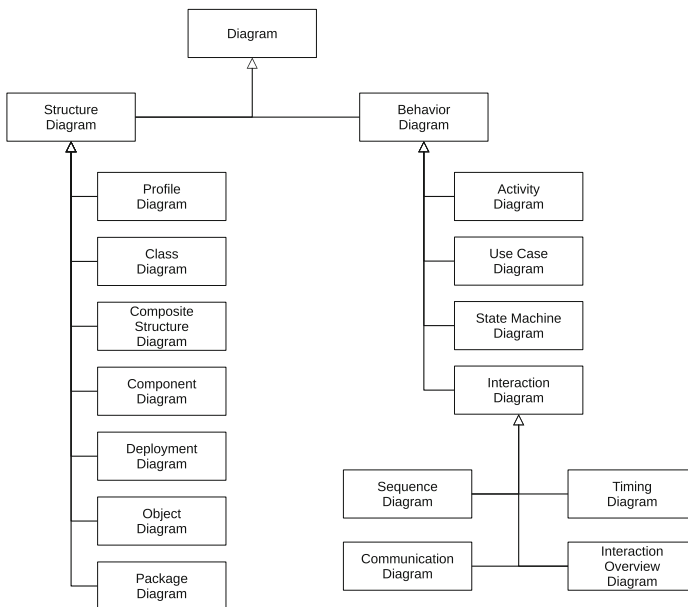 Diagram
Structure
Diagram
Behavior
Diagram
Profile
Diagram
Activity
Diagram
Class
Diagram
Use Case
Diagram
Composite
Structure
Diagram
State Machine
Diagram
Component
Diagram
Interaction
Diagram
Deployment
Diagram
Sequence
Diagram
Timing
Diagram
Object
Diagram
Communication
Diagram
Interaction
Overview
Diagram
Package
Diagram